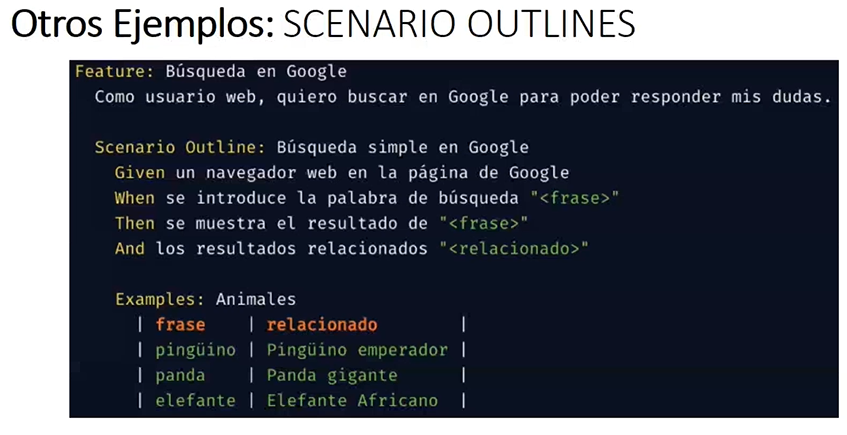 Otros Ejemplos: SCENARIO OUTLINES
Feature: Búsqueda en Google
Como usuario web, quiero buscar en Google para poder responder mis dudas.
Scenario Outline: Búsqueda simple en Google
Given un navegador web en la página de Google
When se introduce la palabra de búsqueda "<frase>"
Then se muestra el resultado de "<frase>"
And los resultados relacionados "<relacionado>"
Examples: Animales
| frase | relacionado |
| pingüino | Pingüino emperador |
| panda | Panda gigante |
| elefante | Elefante Africano |